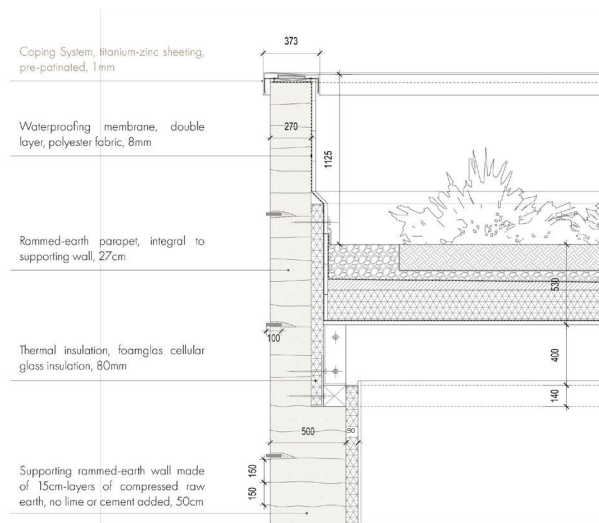 Coping System, titanium-zinc sheeting,
pre-patinated, 1mm
Waterproofing membrane, double
layer, polyester fabric, 8mm
Rammed-earth parapet, integral to
supporting wall, 27cm
Thermal insulation, foamglas cellular
glass insulation, 80mm
Supporting rammed-earth wall made
of 15cm-layers of compressed raw
earth, no lime or cement added, 50cm
373
270
1125
530
100
400
140
500
90
150
150